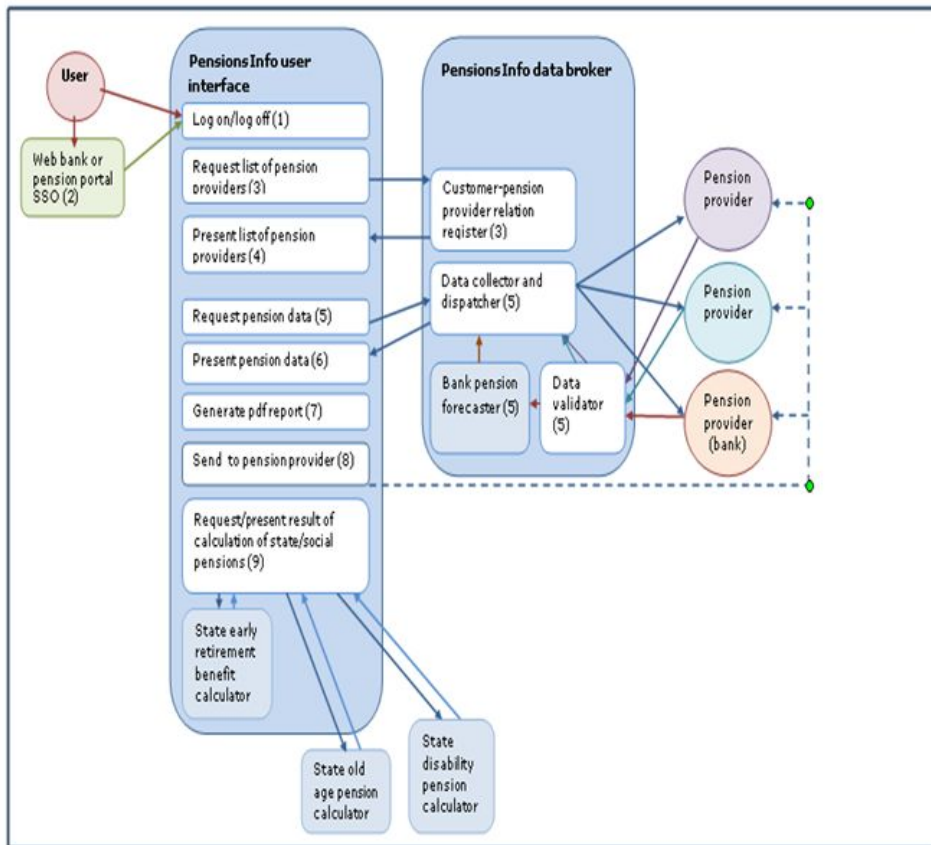 User
Web bank or
pension portal
SSO (2)
PensionsInfo user
interface
Log on/log off (1)
Request list of pension
providers (3)
Present list of pension
providers (4)
Request pension data (5)
Present pension data (6)
Generate pdf report (7)
Send to pension provider (8)
Request/present result of
calculation of state/social
pensions (9)
State early
retirement
benefit
calculator
State old
age pension
calculator
State
disability
pension
calculator
PensionsInfo data broker
Customer-pension
provider relation
register (3)
Data collector and
dispatcher (5)
Bank pension
forecaster (5)
Data
validator
(5)
Pension
provider
Pension
provider
Pension
provider
(bank)